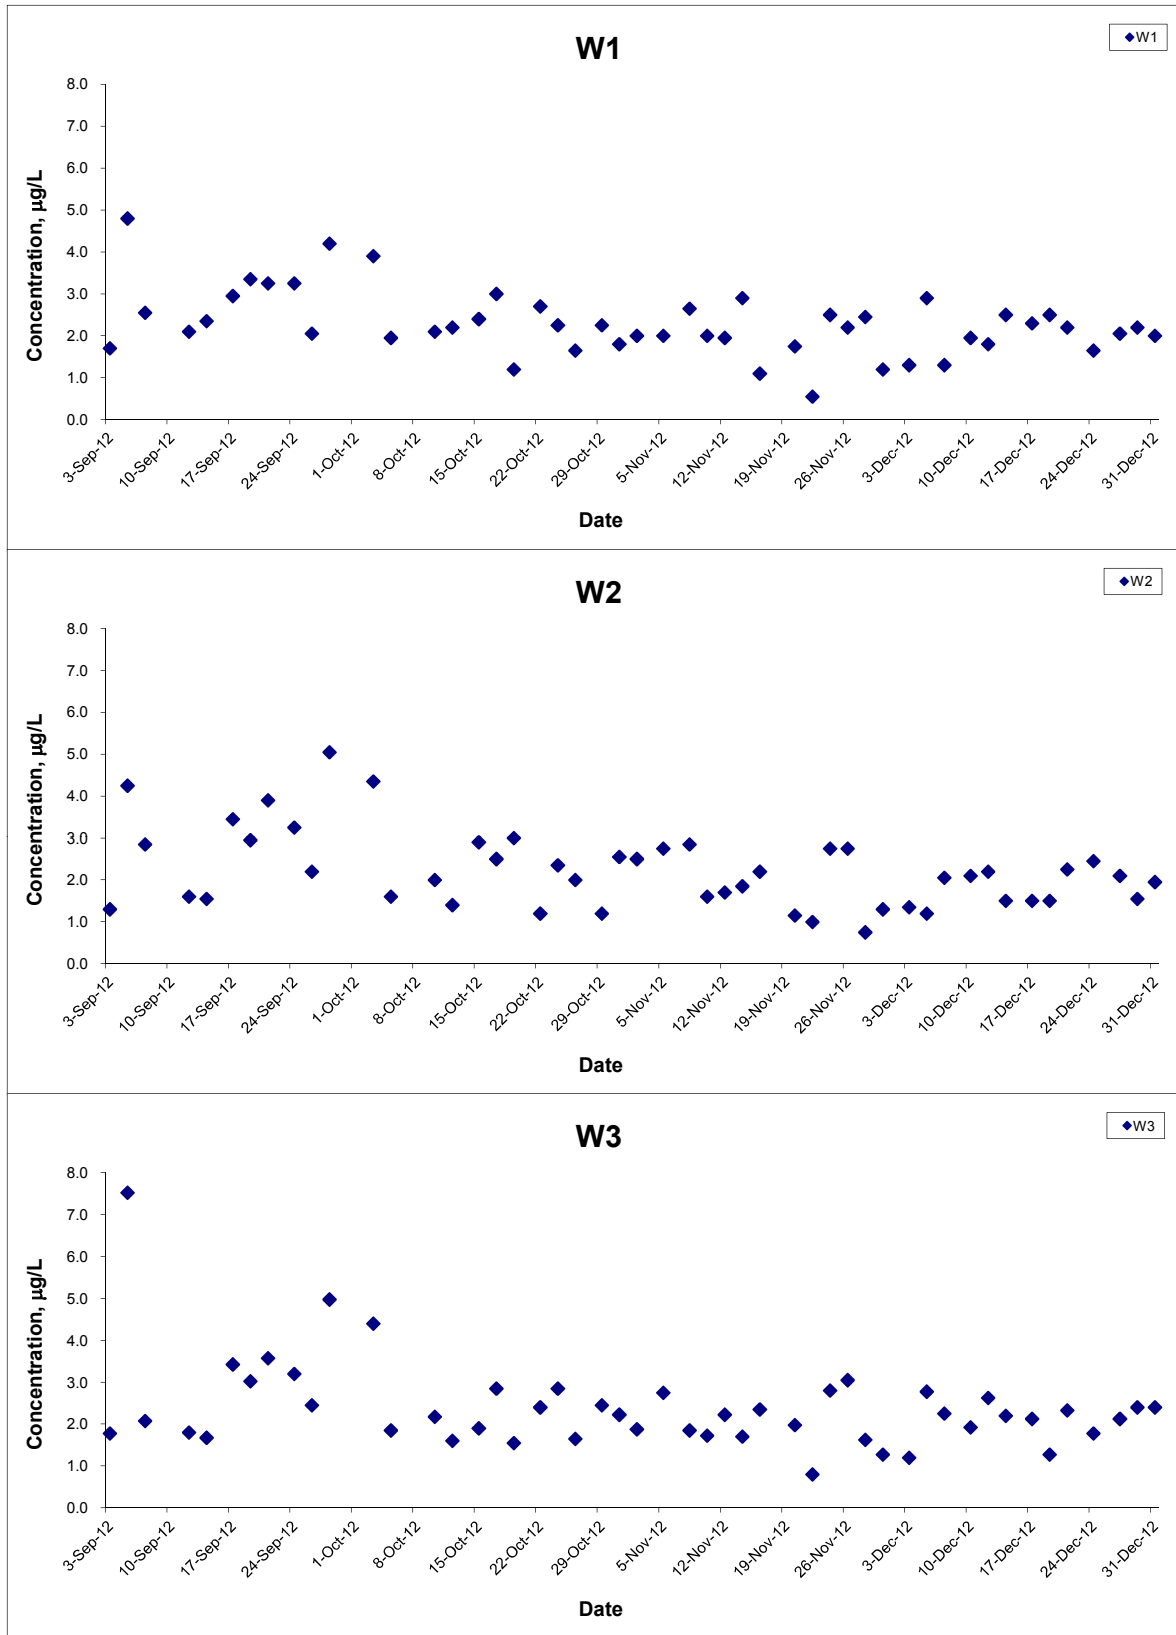 W1
W1
8.0
7.0
6.0
5.0
4.0
3.0
2.0
1.0
0.0
Concentration, µg/L
3-Sep-12
10-Sep-12
17-Sep-12
24-Sep-12
1-Oct-12
8-Oct-12
15-Oct-12
22-Oct-12
29-Oct-12
5-Nov-12
12-Nov-12
19-Nov-12
26-Nov-12
3-Dec-12
10-Dec-12
17-Dec-12
24-Dec-12
31-Dec-12
Date
W2
W2
8.0
7.0
6.0
5.0
4.0
3.0
2.0
1.0
0.0
Concentration, µg/L
3-Sep-12
10-Sep-12
17-Sep-12
24-Sep-12
1-Oct-12
8-Oct-12
15-Oct-12
22-Oct-12
29-Oct-12
5-Nov-12
12-Nov-12
19-Nov-12
26-Nov-12
3-Dec-12
10-Dec-12
17-Dec-12
24-Dec-12
31-Dec-12
Date
W3
W3
8.0
7.0
6.0
5.0
4.0
3.0
2.0
1.0
0.0
Concentration, µg/L
3-Sep-12
10-Sep-12
17-Sep-12
24-Sep-12
1-Oct-12
8-Oct-12
15-Oct-12
22-Oct-12
29-Oct-12
5-Nov-12
12-Nov-12
19-Nov-12
26-Nov-12
3-Dec-12
10-Dec-12
17-Dec-12
24-Dec-12
31-Dec-12
Date